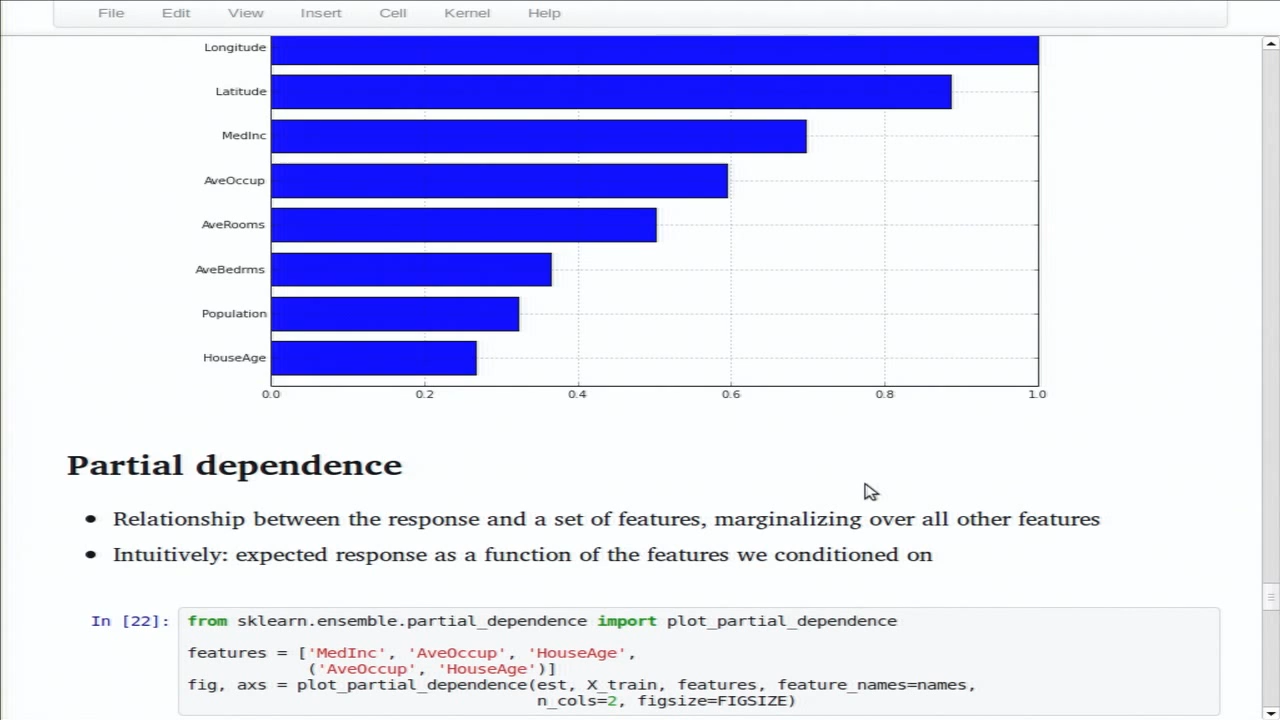 File Edit View Insert Cell Kernel Help
Longitude
Latitude
MedInc
AveOccup
AveRooms
AveBedrms
Population
HouseAge
0.0 0.2 0.4 0.6 0.8 1.0
Partial dependence
Relationship between the response and a set of features, marginalizing over all other features
Intuitively: expected response as a function of the features we conditioned on
In [22]: from sklearn.ensemble.partial_dependence import plot_partial_dependence
features = ['MedInc', 'AveOccup', 'HouseAge',
('AveOccup', 'HouseAge')]
fig, axs = plot_partial_dependence(est, X_train, features, feature_names=names,
n_cols=2, figsize=FIGSIZE)